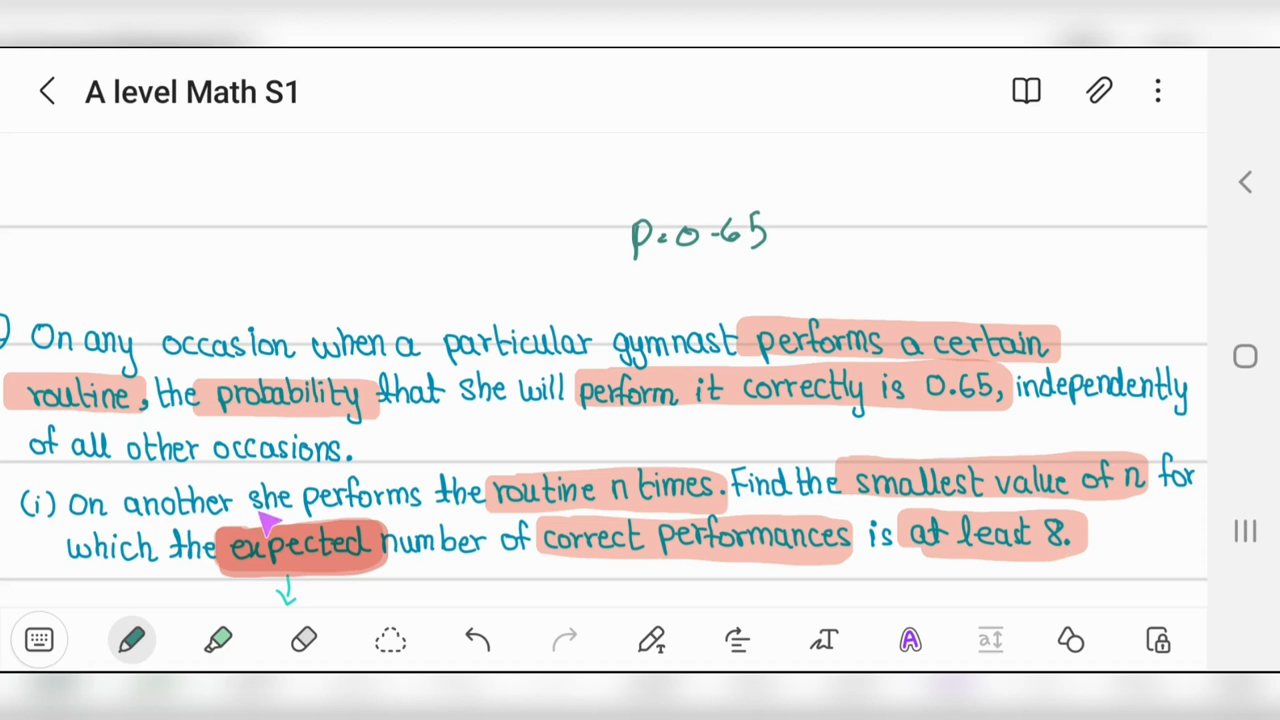 A level Math S1
p=0.65
On any occasion when a particular gymnast performs a certain
routine, the probability that she will perform it correctly is 0.65, independently
of all other occasions.
(i) On another she performs the routine n times. Find the smallest value of n for
which the expected number of correct performances is at least 8.